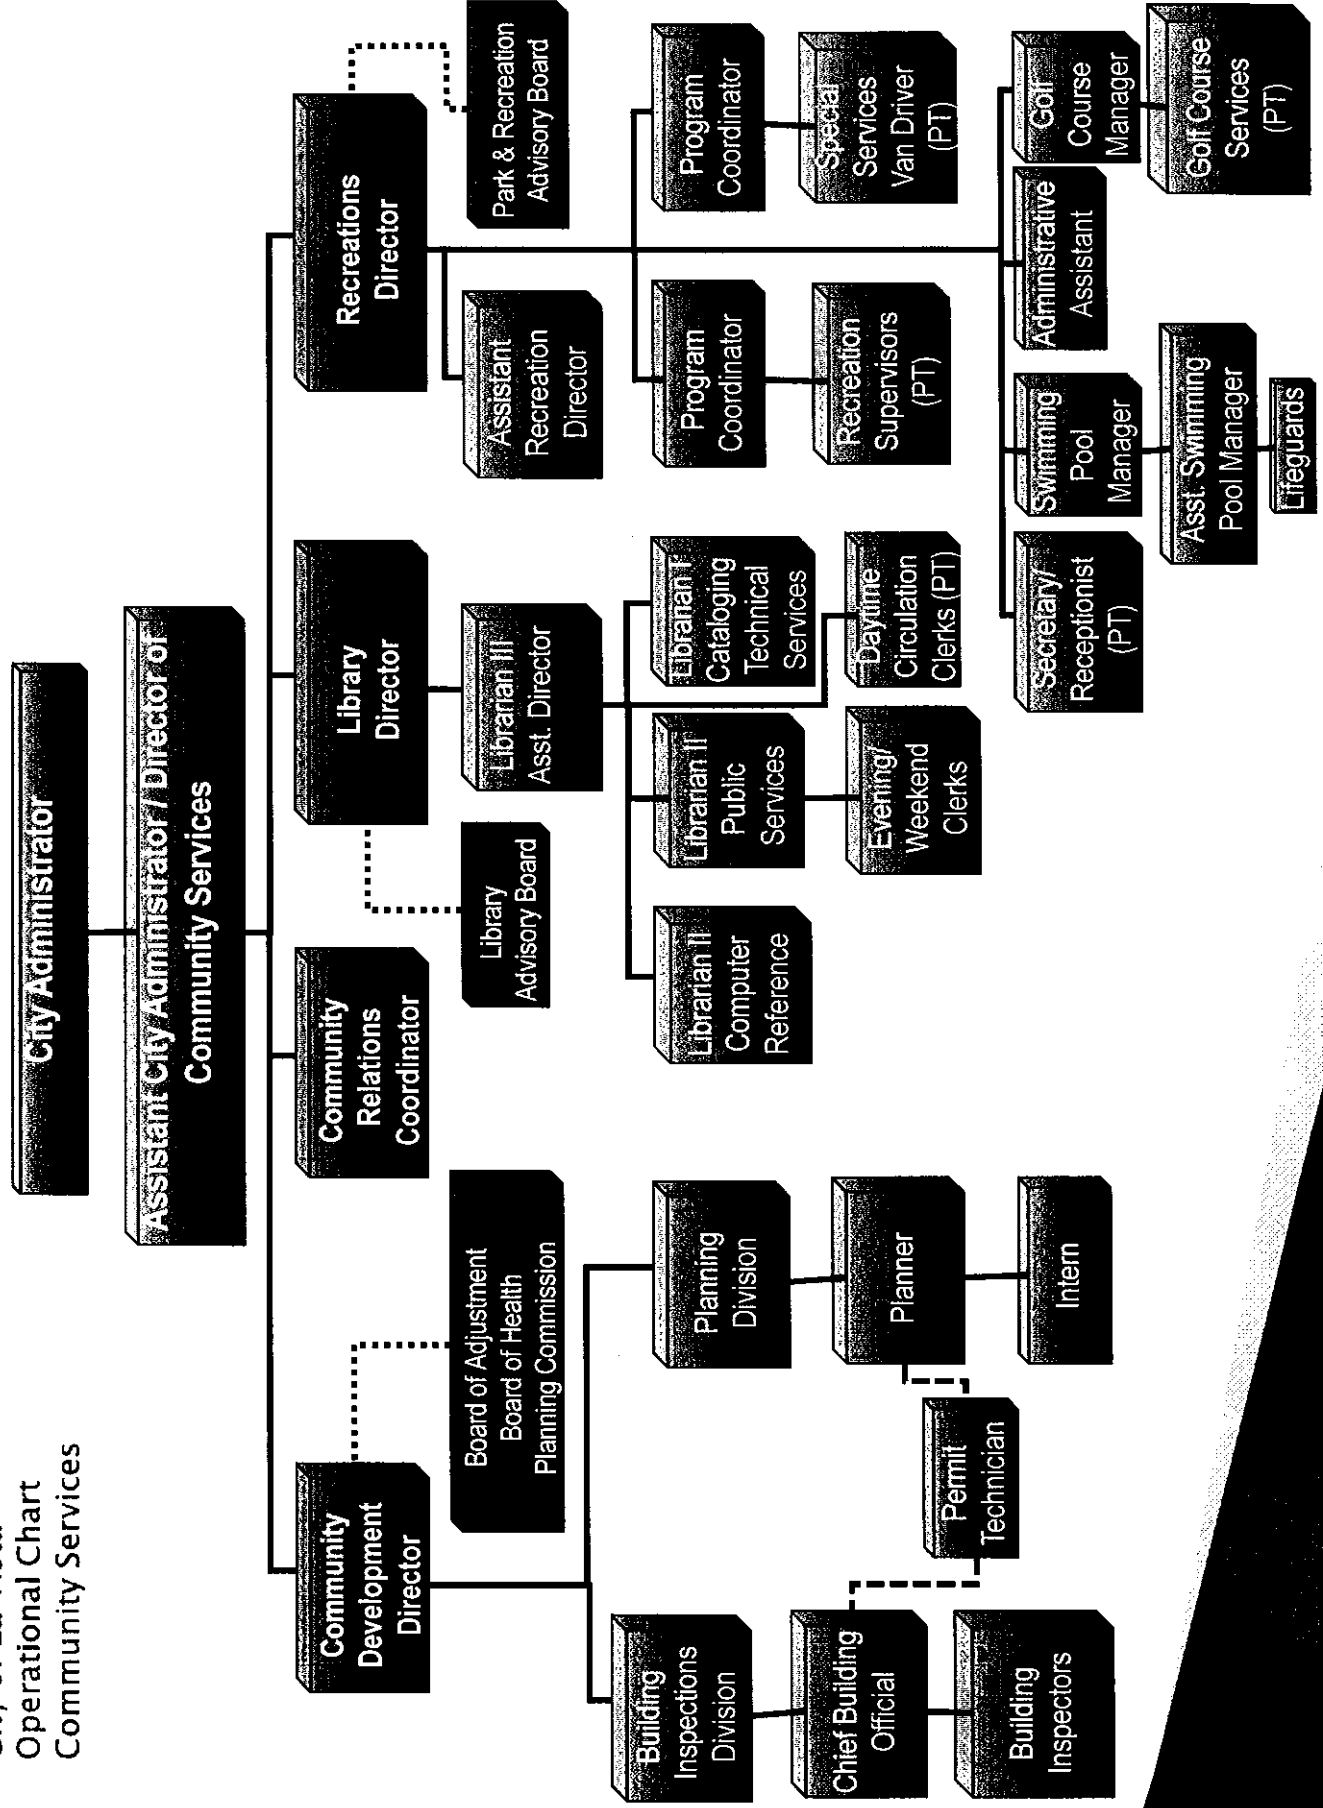 City of La Vista
Operational Chart
Community Services
City Administrator
Assistant City Administrator / Director of
Community Services
Community
Development
Director
Community
Relations
Coordinator
Library
Director
Recreations
Director
Board of Adjustment
Board of Health
Planning Commission
Library
Advisory Board
Librarian III
Asst. Director
Assistant
Recreation
Director
Park & Recreation
Advisory Board
Building
Inspections
Division
Planning
Division
Librarian II
Computer
Reference
Librarian II
Public
Services
Librarian I
Cataloging
Technical
Services
Program
Coordinator
Program
Coordinator
Chief Building
Official
Planner
Evening/
Weekend
Clerks
Daytime
Circulation
Clerks (PT)
Recreation
Supervisors
(PT)
Special
Services
Van Driver
(PT)
Permit
Technician
Building
Inspectors
Intern
Secretary/
Receptionist
(PT)
Swimming
Pool
Manager
Administrative
Assistant
Golf
Course
Manager
Asst. Swimming
Pool Manager
Golf Course
Services
(PT)
Lifeguards